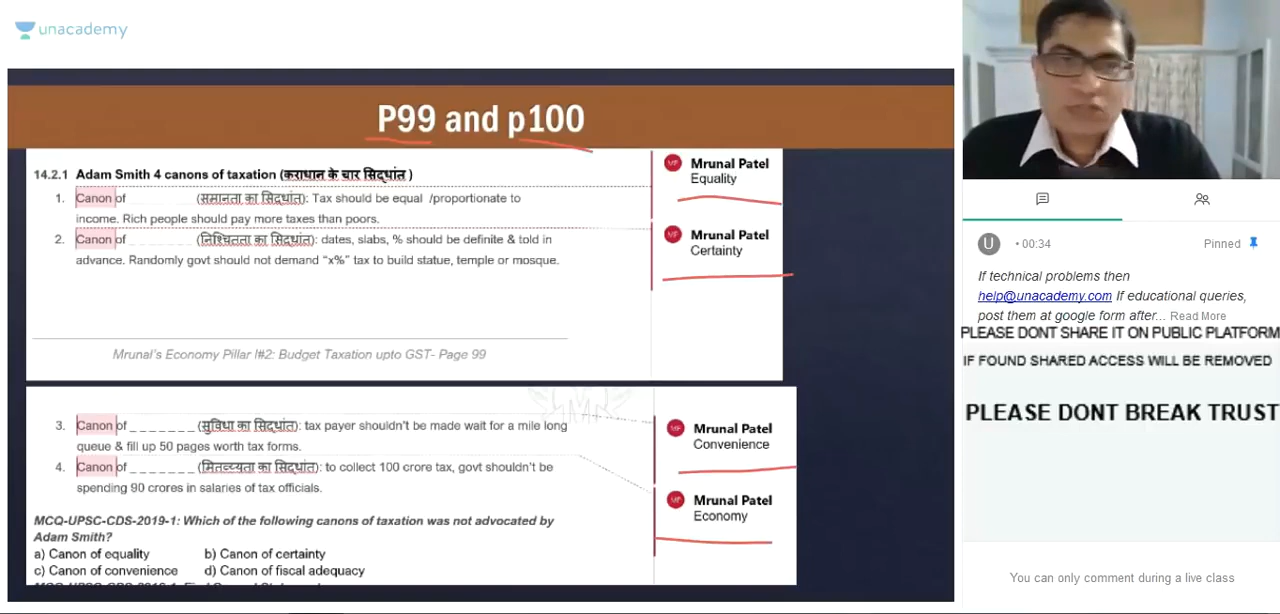 unacademy
P99 and p100
14.2.1 Adam Smith 4 canons of taxation (कराधान के चार सिद्धांत )
1. Canon of (समानता का सिद्धांत): Tax should be equal /proportionate to
income. Rich people should pay more taxes than poors.
2. Canon of (निश्चितता का सिद्धांत): dates, slabs, % should be definite & told in
advance. Randomly govt should not demand "x%" tax to build statue, temple or mosque.
Mrunal Patel
Equality
Mrunal Patel
Certainty
Mrunal's Economy Pillar I#2: Budget Taxation upto GST- Page 99
3. Canon of _ _ _ _ _ _ _ (सुविधा का सिद्धांत): tax payer shouldn't be made wait for a mile long
queue & fill up 50 pages worth tax forms.
4. Canon of _ _ _ _ _ _ _ (मितव्ययता का सिद्धांत): to collect 100 crore tax, govt shouldn't be
spending 90 crores in salaries of tax officials.
Mrunal Patel
Convenience
Mrunal Patel
Economy
MCQ-UPSC-CDS-2019-1: Which of the following canons of taxation was not advocated by
Adam Smith?
a) Canon of equality b) Canon of certainty
c) Canon of convenience d) Canon of fiscal adequacy
U • 00:34 Pinned
If technical problems then
help@unacademy.com If educational queries,
post them at google form after... Read More
PLEASE DONT SHARE IT ON PUBLIC PLATFORM
IF FOUND SHARED ACCESS WILL BE REMOVED
PLEASE DONT BREAK TRUST
You can only comment during a live class